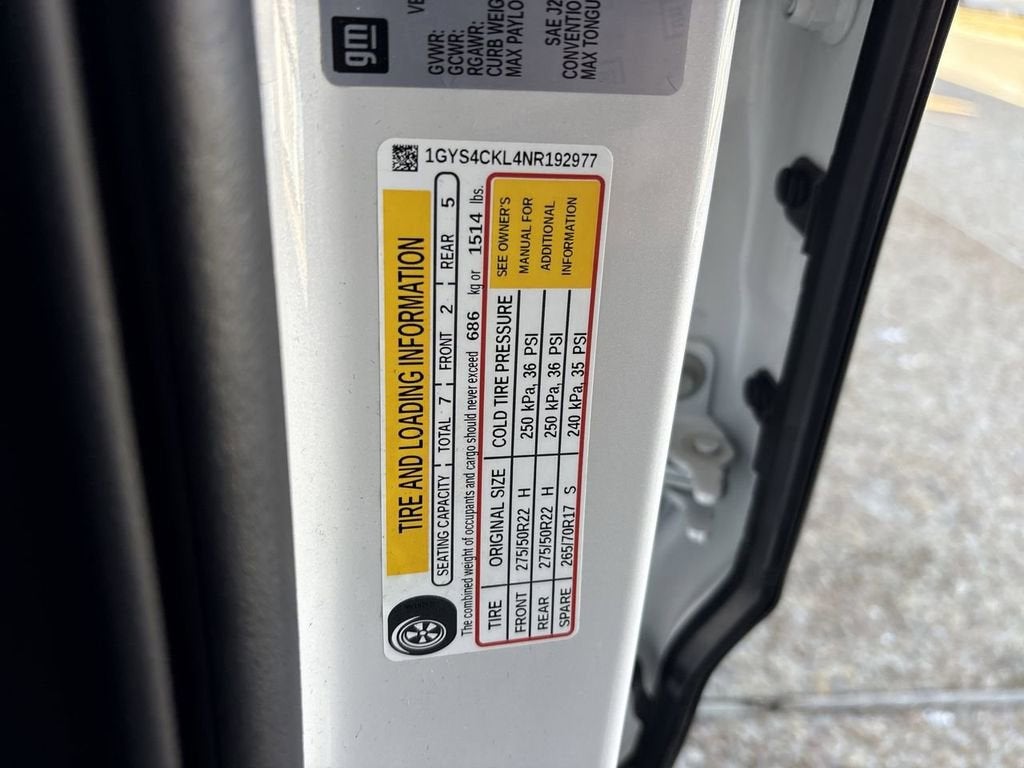 gm
GVWR:
GCWR:
RGAWR:
CURB WEIG
MAX PAYLO
SAE J2
CONVENTIO
MAX TONGU
1GYS4CKL4NR192977
TIRE AND LOADING INFORMATION
SEATING CAPACITY TOTAL 7 FRONT 2 REAR 5
The combined weight of occupants and cargo should never exceed 686 kg or 1514 lbs.
TIRE ORIGINAL SIZE COLD TIRE PRESSURE
FRONT 275/50R22 H 250 kPa, 36 PSI
REAR 275/50R22 H 250 kPa, 36 PSI
SPARE 265/70R17 S 240 kPa, 35 PSI
SEE OWNER'S
MANUAL FOR
ADDITIONAL
INFORMATION